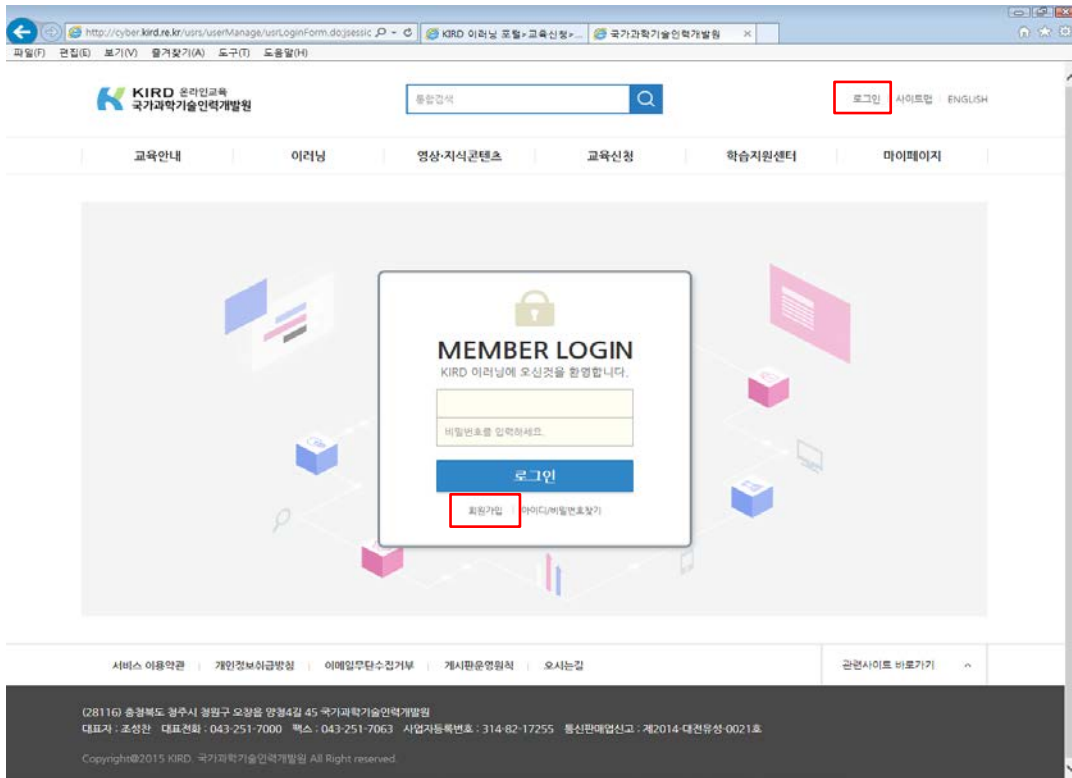 http://cyber.kird.re.kr/usrs/userManage/usrLoginForm.do;jsessic
KIRD 이러닝 포털>교육신청>...
국가과학기술인력개발원
파일(F) 편집(E) 보기(V) 즐겨찾기(A) 도구(T) 도움말(H)
KIRD 온라인교육
국가과학기술인력개발원
통합검색
로그인 사이트맵 ENGLISH
교육안내 이러닝 영상·지식콘텐츠 교육신청 학습지원센터 마이페이지
MEMBER LOGIN
KIRD 이러닝에 오신것을 환영합니다.
비밀번호를 입력하세요.
로그인
회원가입 아이디/비밀번호찾기
서비스 이용약관 개인정보취급방침 이메일무단수집거부 게시판운영원칙 오시는길
관련사이트 바로가기
(28116) 충청북도 청주시 청원구 오창읍 양청4길 45 국가과학기술인력개발원
대표자 : 조성찬 대표전화 : 043-251-7000 팩스 : 043-251-7063 사업자등록번호 : 314-82-17255 통신판매업신고 : 제2014-대전유성-0021호
Copyright@2015 KIRD. 국가과학기술인력개발원 All Right reserved.